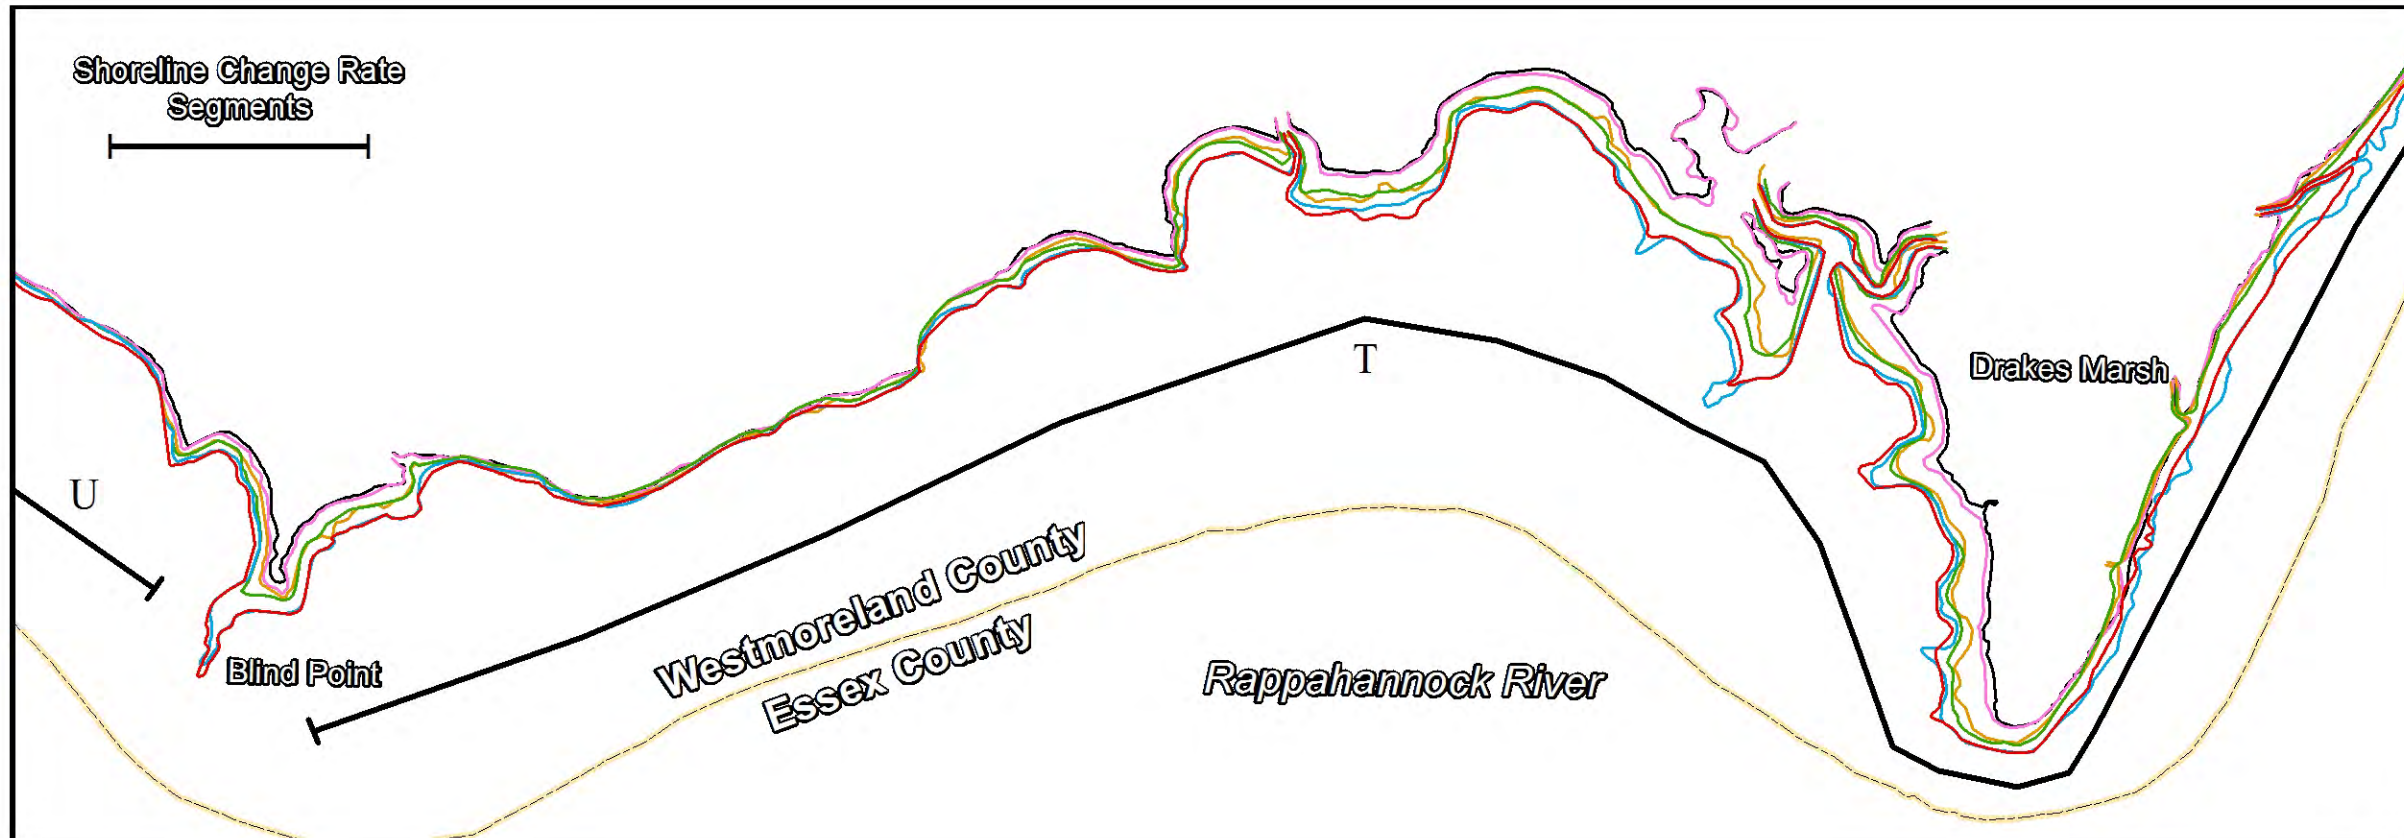 Shoreline Change Rate
Segments
T
Drakes Marsh
U
Westmoreland County
Essex County
Blind Point
Rappahannock River